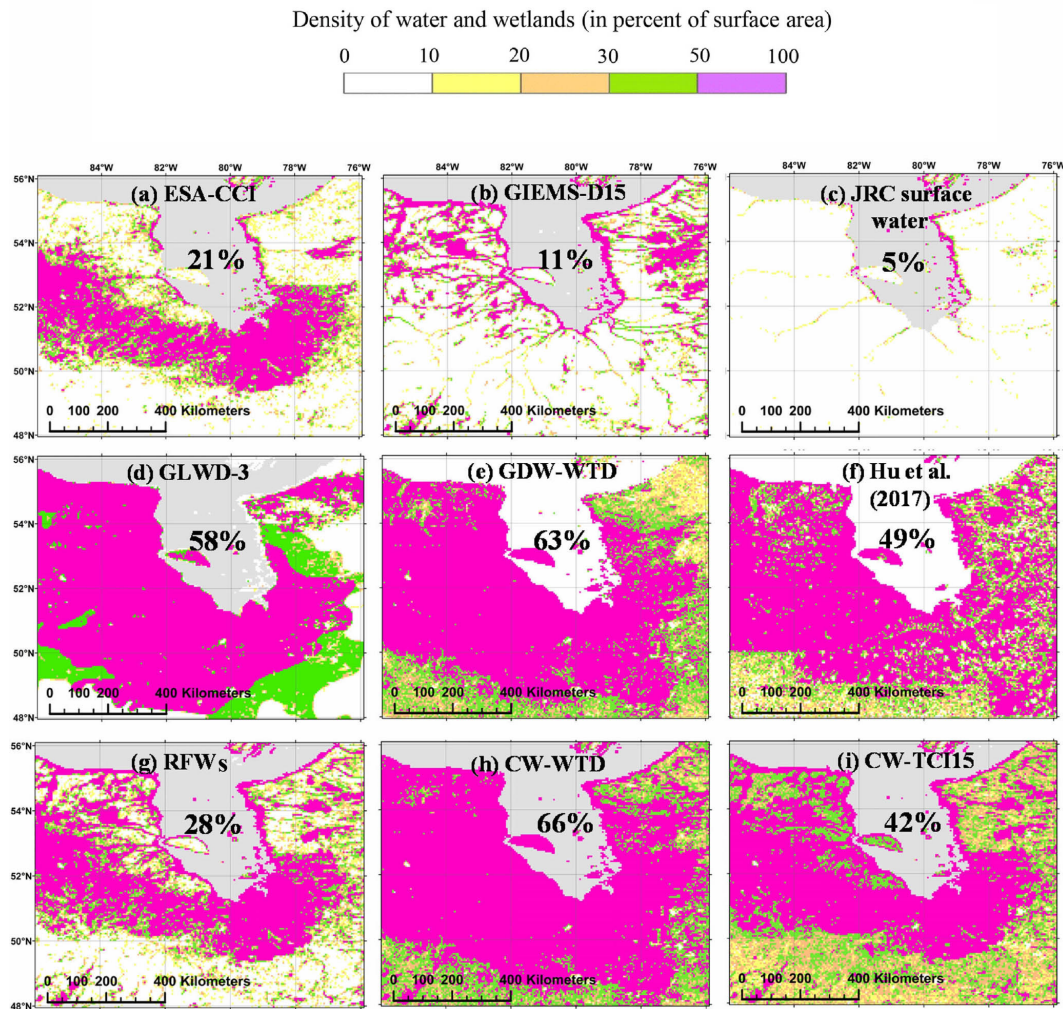 Density of water and wetlands (in percent of surface area)
0 10 20 30 50 100
84°W 82°W 80°W 78°W 76°W 84°W 82°W 80°W 78°W 76°W 84°W 82°W 80°W 78°W 76°W
56°N
54°N
52°N
50°N
48°N
(a) ESA-CCI
21%
0 100 200 400 Kilometers
(b) GIEMS-D15
11%
0 100 200 400 Kilometers
(c) JRC surface
water
5%
0 100 200 400 Kilometers
56°N
54°N
52°N
50°N
48°N
(d) GLWD-3
58%
0 100 200 400 Kilometers
(e) GDW-WTD
63%
0 100 200 400 Kilometers
(f) Hu et al.
(2017)
49%
0 100 200 400 Kilometers
56°N
54°N
52°N
50°N
48°N
(g) RFWs
28%
0 100 200 400 Kilometers
(h) CW-WTD
66%
0 100 200 400 Kilometers
(i) CW-TCI15
42%
0 100 200 400 Kilometers